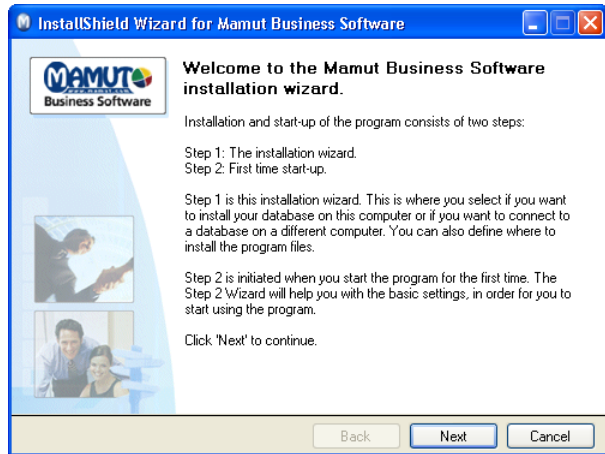 InstallShield Wizard for Mamut Business Software
MAMUT
www.mamut.com
Business Software
Welcome to the Mamut Business Software
installation wizard.
Installation and start-up of the program consists of two steps:
Step 1: The installation wizard.
Step 2: First time start-up.
Step 1 is this installation wizard. This is where you select if you want
to install your database on this computer or if you want to connect to
a database on a different computer. You can also define where to
install the program files.
Step 2 is initiated when you start the program for the first time. The
Step 2 Wizard will help you with the basic settings, in order for you to
start using the program.
Click 'Next' to continue.
Back
Next
Cancel